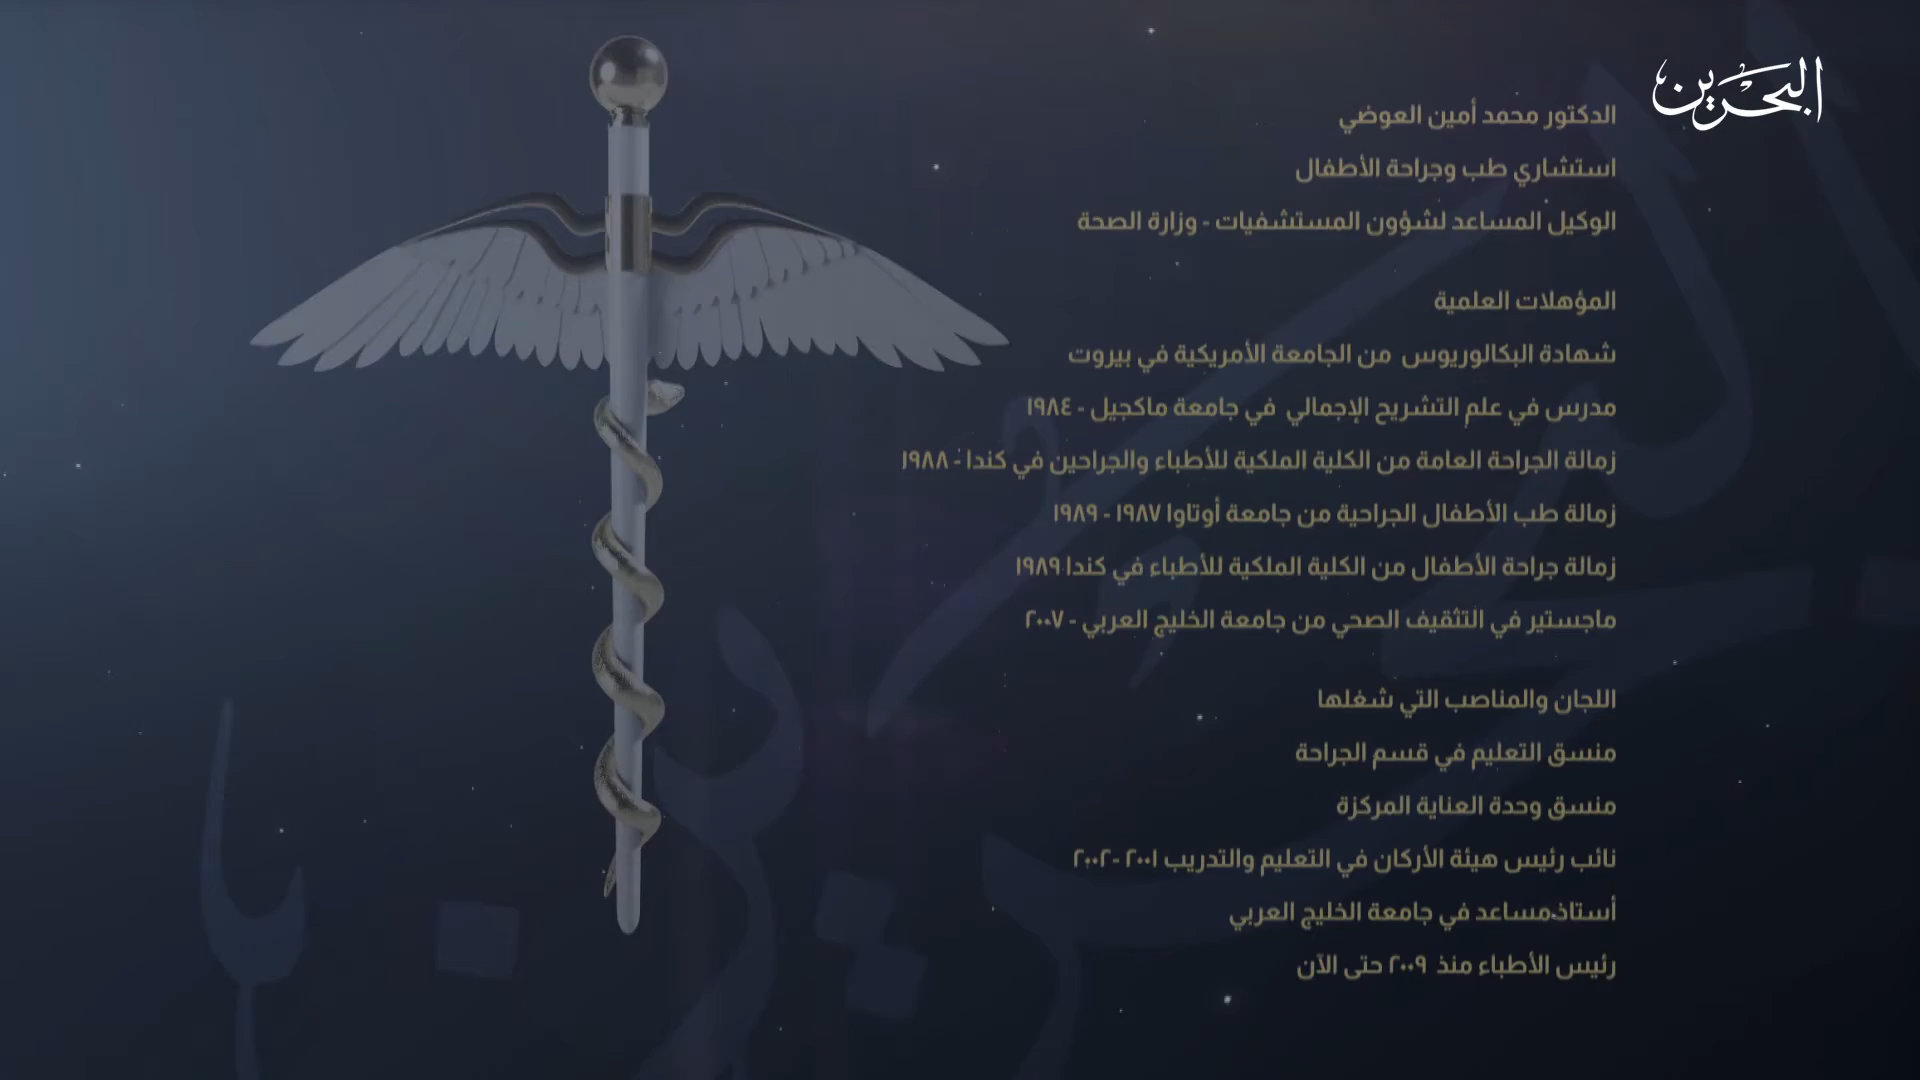 البحرين
الدكتور محمد أمين العوضي
استشاري طب وجراحة الأطفال
الوكيل المساعد لشؤون المستشفيات - وزارة الصحة
المؤهلات العلمية
شهادة البكالوريوس من الجامعة الأمريكية في بيروت
مدرس في علم التشريح الإجمالي في جامعة ماكجيل - ١٩٨٤
زمالة الجراحة العامة من الكلية الملكية للأطباء والجراحين في كندا - ١٩٨٨
زمالة طب الأطفال الجراحية من جامعة أوتاوا ١٩٨٧ - ١٩٨٩
زمالة جراحة الأطفال من الكلية الملكية للأطباء في كندا ١٩٨٩
ماجستير في التثقيف الصحي من جامعة الخليج العربي - ٢٠٠٧
اللجان والمناصب التي شغلها
منسق التعليم في قسم الجراحة
منسق وحدة العناية المركزة
نائب رئيس هيئة الأركان في التعليم والتدريب ٢٠٠١ -٢٠٠٢
أستاذ مساعد في جامعة الخليج العربي
رئيس الأطباء منذ ٢٠٠٩ حتى الآن